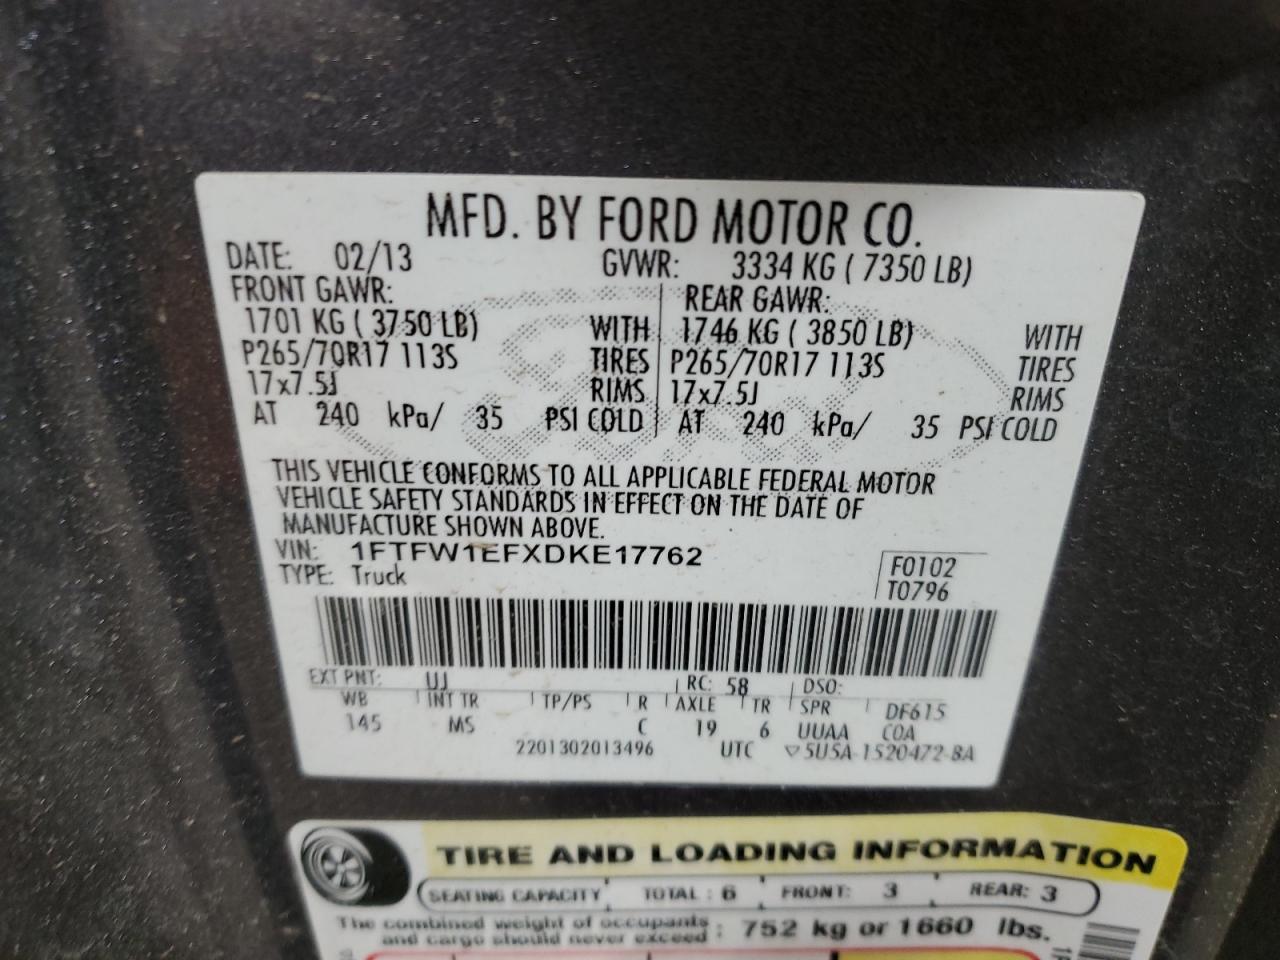 MFD. BY FORD MOTOR CO.
DATE: 02/13 GVWR: 3334 KG ( 7350 LB)
FRONT GAWR: REAR GAWR:
1701 KG ( 3750 LB) WITH 1746 KG ( 3850 LB) WITH
P265/70R17 113S TIRES P265/70R17 113S TIRES
17x7.5J RIMS 17x7.5J RIMS
AT 240 kPa/ 35 PSI COLD AT 240 kPa/ 35 PSI COLD
THIS VEHICLE CONFORMS TO ALL APPLICABLE FEDERAL MOTOR
VEHICLE SAFETY STANDARDS IN EFFECT ON THE DATE OF
MANUFACTURE SHOWN ABOVE.
VIN: 1FTFW1EFXDKE17762
TYPE: Truck
F0102
T0796
EXT PNT: UJ RC: 58 DSO:
WB INT TR TP/PS R AXLE TR SPR DF615
145 MS C 19 6 UUAA COA
2201302013496 UTC ▽5U5A-1520472-BA
TIRE AND LOADING INFORMATION
SEATING CAPACITY TOTAL : 6 FRONT: 3 REAR: 3
The combined weight of occupants
and cargo should never exceed : 752 kg or 1660 lbs.